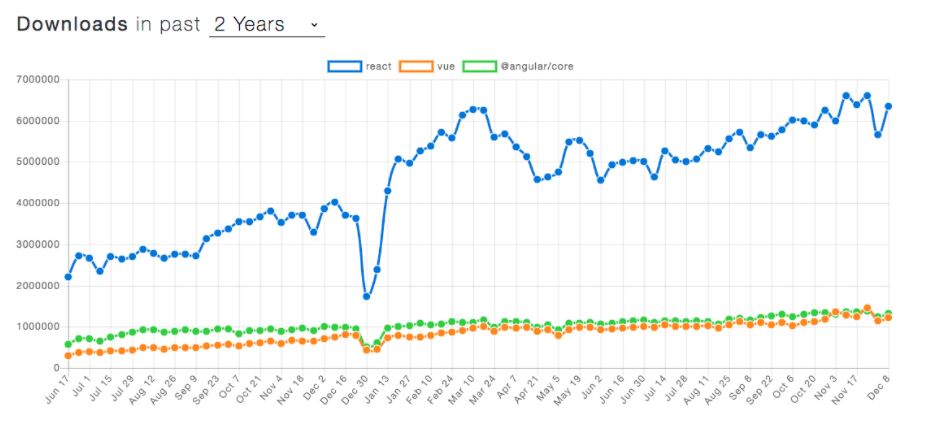 Downloads in past 2 Years
react vue @angular/core
7000000
6000000
5000000
4000000
3000000
2000000
1000000
0
Jun 17 Jul 1 Jul 15 Jul 29 Aug 12 Aug 26 Sep 9 Sep 23 Oct 7 Oct 21 Nov 4 Nov 18 Dec 2 Dec 16 Dec 30 Jan 13 Jan 27 Feb 10 Feb 24 Mar 10 Mar 24 Apr 7 Apr 21 May 5 May 19 Jun 2 Jun 16 Jun 30 Jul 14 Jul 28 Aug 11 Aug 25 Sep 8 Sep 22 Oct 6 Oct 20 Nov 3 Nov 17 Dec 8